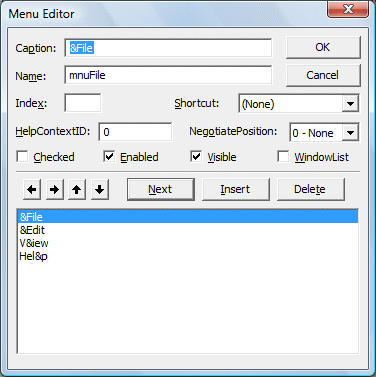 Menu Editor
Caption: &File OK
Name: mnuFile Cancel
Index: Shortcut: (None)
HelpContextID: 0 NegotiatePosition: 0 - None
Checked Enabled Visible WindowList
Next Insert Delete
&File
&Edit
V&iew
Hel&p